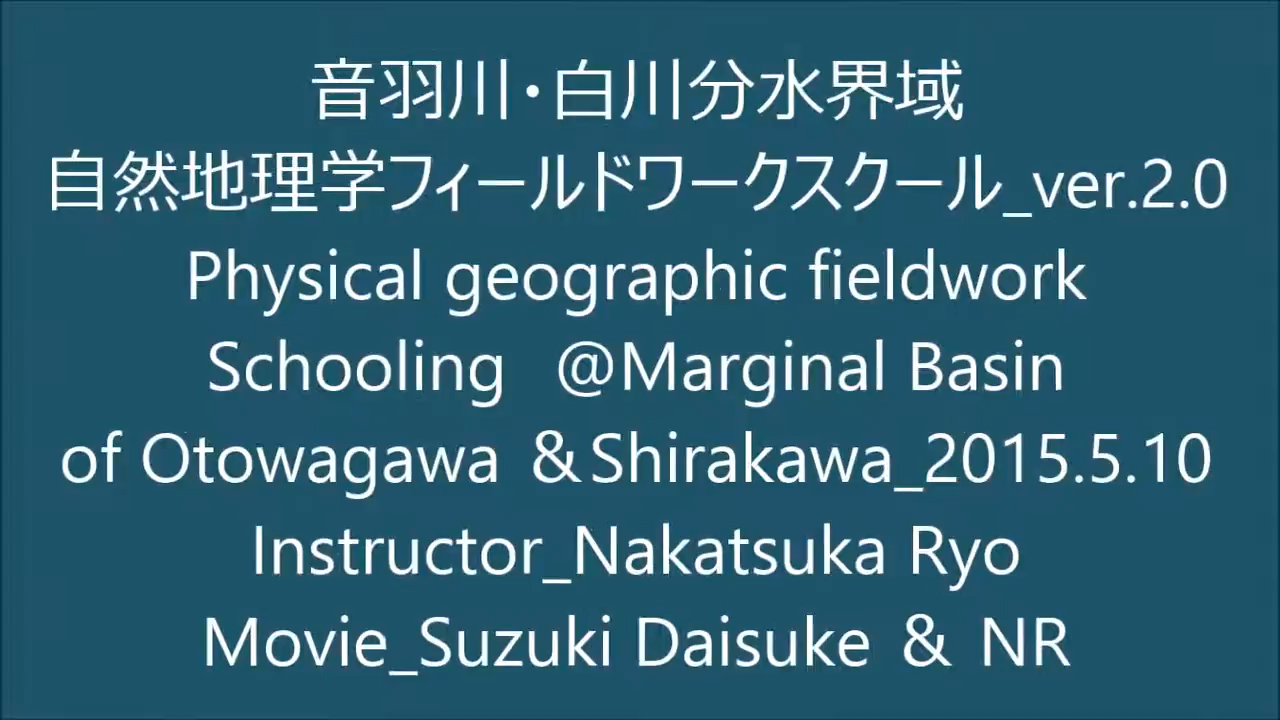 音羽川・白川分水界域
自然地理学フィールドワークスクール_ver.2.0
Physical geographic fieldwork
Schooling　@Marginal Basin
of Otowagawa ＆Shirakawa_2015.5.10
Instructor_Nakatsuka Ryo
Movie_Suzuki Daisuke ＆ NR